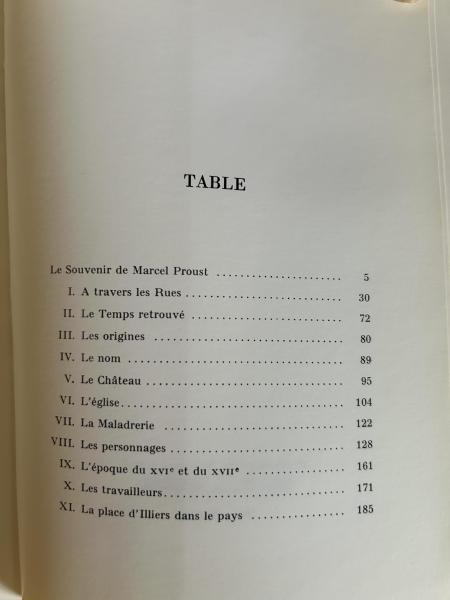 TABLE
Le Souvenir de Marcel Proust ...................... 5
I. A travers les Rues ........................... 30
II. Le Temps retrouvé .......................... 72
III. Les origines .................................. 80
IV. Le nom ..................................... 89
V. Le Château .................................. 95
VI. L'église ....................................... 104
VII. La Maladrerie .............................. 122
VIII. Les personnages ............................ 128
IX. L'époque du XVIe et du XVIIe ................ 161
X. Les travailleurs ............................... 171
XI. La place d'Illiers dans le pays ................ 185